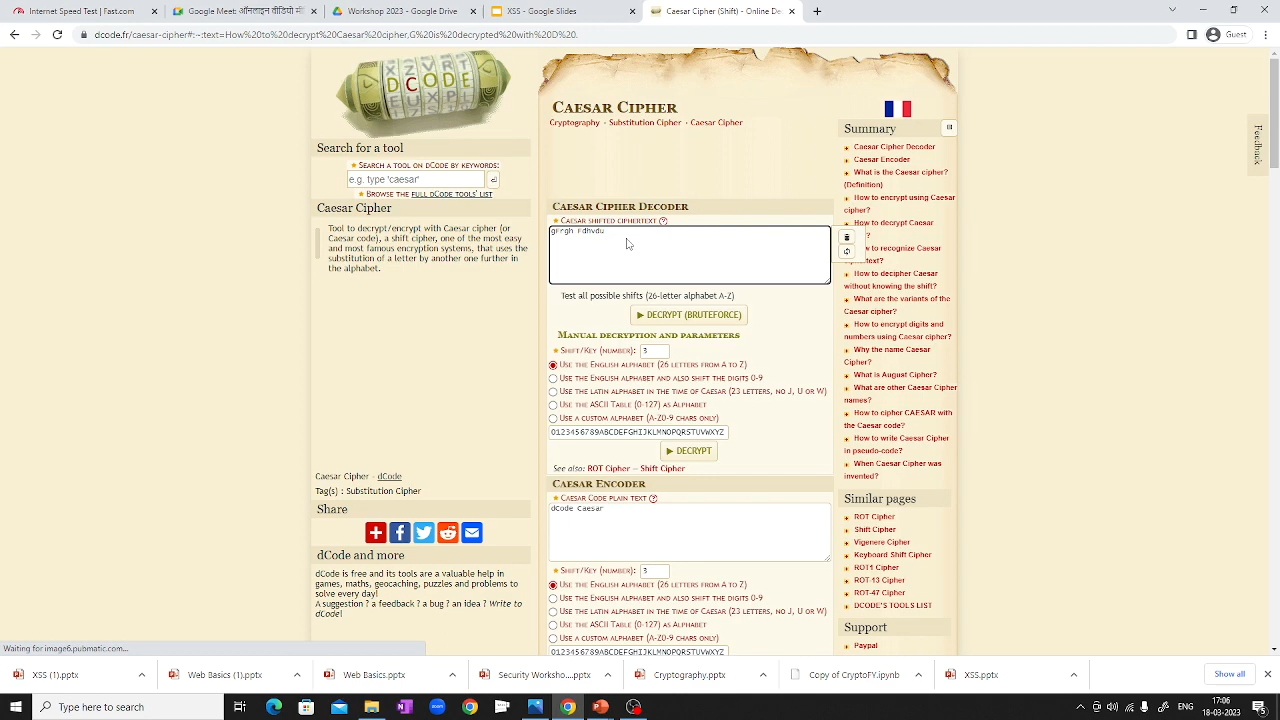 Internet Security - Fact
Google Meet ऑनलाइन वीडियो मी
XSS - Google Slides
Caesar Cipher (Shift) - Online De
dcode.fr/caesar-cipher#:~:text=How%20to%20decrypt%20Caesar%20cipher,G%20is%20decrypted%20with%20D.
Guest
Search for a tool
★ Search a tool on dCode by keywords:
e.g. type 'caesar'
★ Browse the full dCode tools' list
Caesar Cipher
Tool to decrypt/encrypt with Caesar cipher (or
Caesar code), a shift cipher, one of the most easy
and most famous encryption systems, that uses the
substitution of a letter by another one further in
the alphabet.
Caesar Cipher - dCode
Tag(s) : Substitution Cipher
Share
dCode and more
dCode is free and its tools are a valuable help in
games, maths, geocaching, puzzles and problems to
solve every day!
A suggestion ? a feedback ? a bug ? an idea ? Write to
dCode!
Caesar Cipher
Cryptography · Substitution Cipher · Caesar Cipher
Caesar Cipher Decoder
★ Caesar shifted ciphertext (?)
gFrgh Fdhvdu
Test all possible shifts (26-letter alphabet A-Z)
▶ DECRYPT (BRUTEFORCE)
Manual decryption and parameters
★ Shift/Key (number): 3
Use the English alphabet (26 letters from A to Z)
Use the English alphabet and also shift the digits 0-9
Use the latin alphabet in the time of Caesar (23 letters, no J, U or W)
Use the ASCII Table (0-127) as Alphabet
Use a custom alphabet (A-Z0-9 chars only)
0123456789ABCDEFGHIJKLMNOPQRSTUVWXYZ
▶ DECRYPT
See also: ROT Cipher – Shift Cipher
Caesar Encoder
★ Caesar Code plain text (?)
dCode Caesar
★ Shift/Key (number): 3
Use the English alphabet (26 letters from A to Z)
Use the English alphabet and also shift the digits 0-9
Use the latin alphabet in the time of Caesar (23 letters, no J, U or W)
Use the ASCII Table (0-127) as Alphabet
Use a custom alphabet (A-Z0-9 chars only)
0123456789ABCDEFGHIJKLMNOPQRSTUVWXYZ
Summary
Caesar Cipher Decoder
Caesar Encoder
What is the Caesar cipher?
(Definition)
How to encrypt using Caesar
cipher?
How to decrypt Caesar
?
to recognize Caesar
text?
How to decipher Caesar
without knowing the shift?
What are the variants of the
Caesar cipher?
How to encrypt digits and
numbers using Caesar cipher?
Why the name Caesar
Cipher?
What is August Cipher?
What are other Caesar Cipher
names?
How to cipher CAESAR with
the Caesar code?
How to write Caesar Cipher
in pseudo-code?
When Caesar Cipher was
invented?
Similar pages
ROT Cipher
Shift Cipher
Vigenere Cipher
Keyboard Shift Cipher
ROT1 Cipher
ROT-13 Cipher
ROT-47 Cipher
DCODE'S TOOLS LIST
Support
Paypal
Feedback
Waiting for image6.pubmatic.com...
XSS (1).pptx
Web Basics (1).pptx
Web Basics.pptx
Security Worksho....pptx
Cryptography.pptx
Copy of CryptoFY.ipynb
XSS.pptx
Show all
Type here to search
17:06
18-03-2023